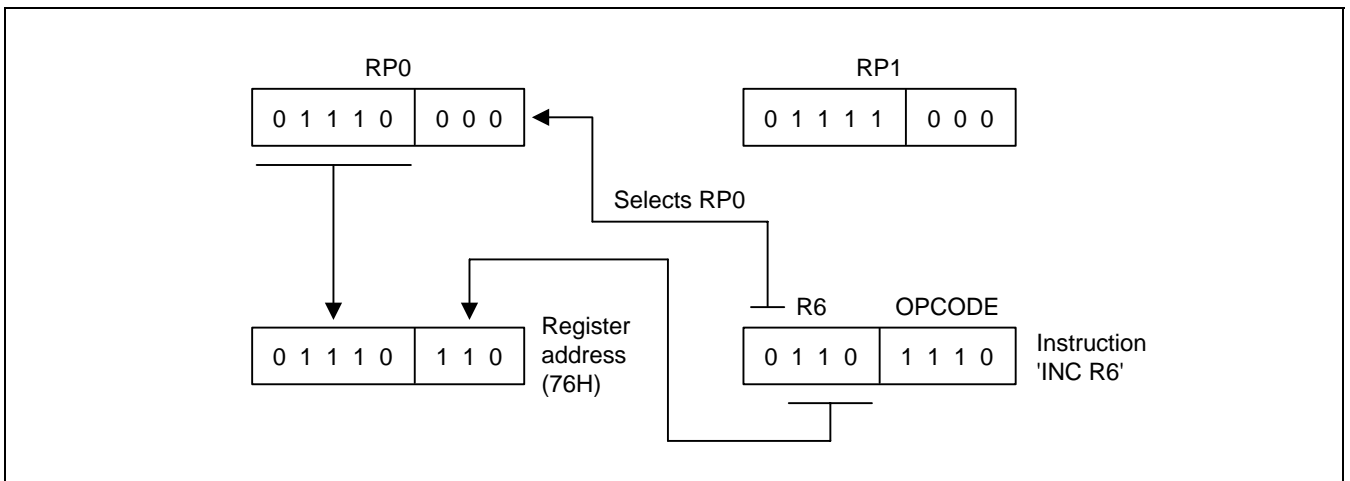 RP0
RP1
0 1 1 1 0 0 0 0
0 1 1 1 1 0 0 0
Selects RP0
R6 OPCODE
0 1 1 1 0 1 1 0
Register
address
(76H)
0 1 1 0 1 1 1 0
Instruction
'INC R6'